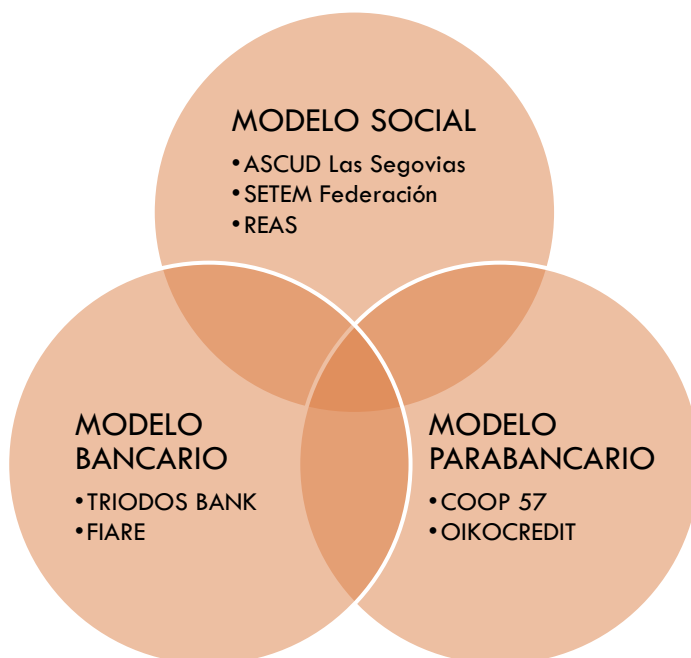 MODELO SOCIAL
•ASCUD Las Segovias
•SETEM Federación
•REAS
MODELO
BANCARIO
•TRIODOS BANK
•FIARE
MODELO
PARABANCARIO
•COOP 57
•OIKOCREDIT